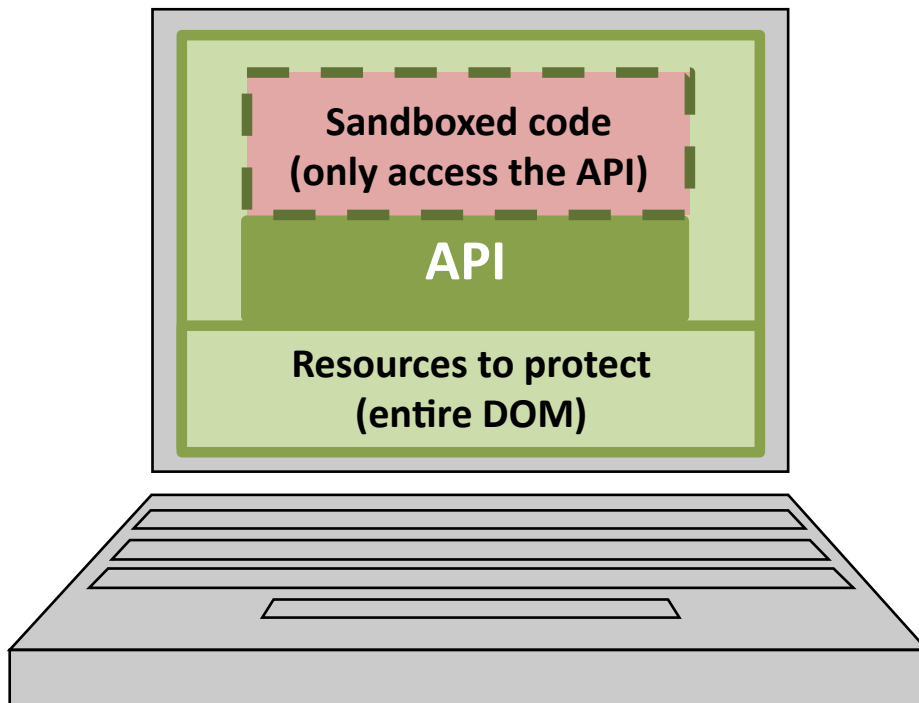 Sandboxed code
(only access the API)
API
Resources to protect
(entire DOM)